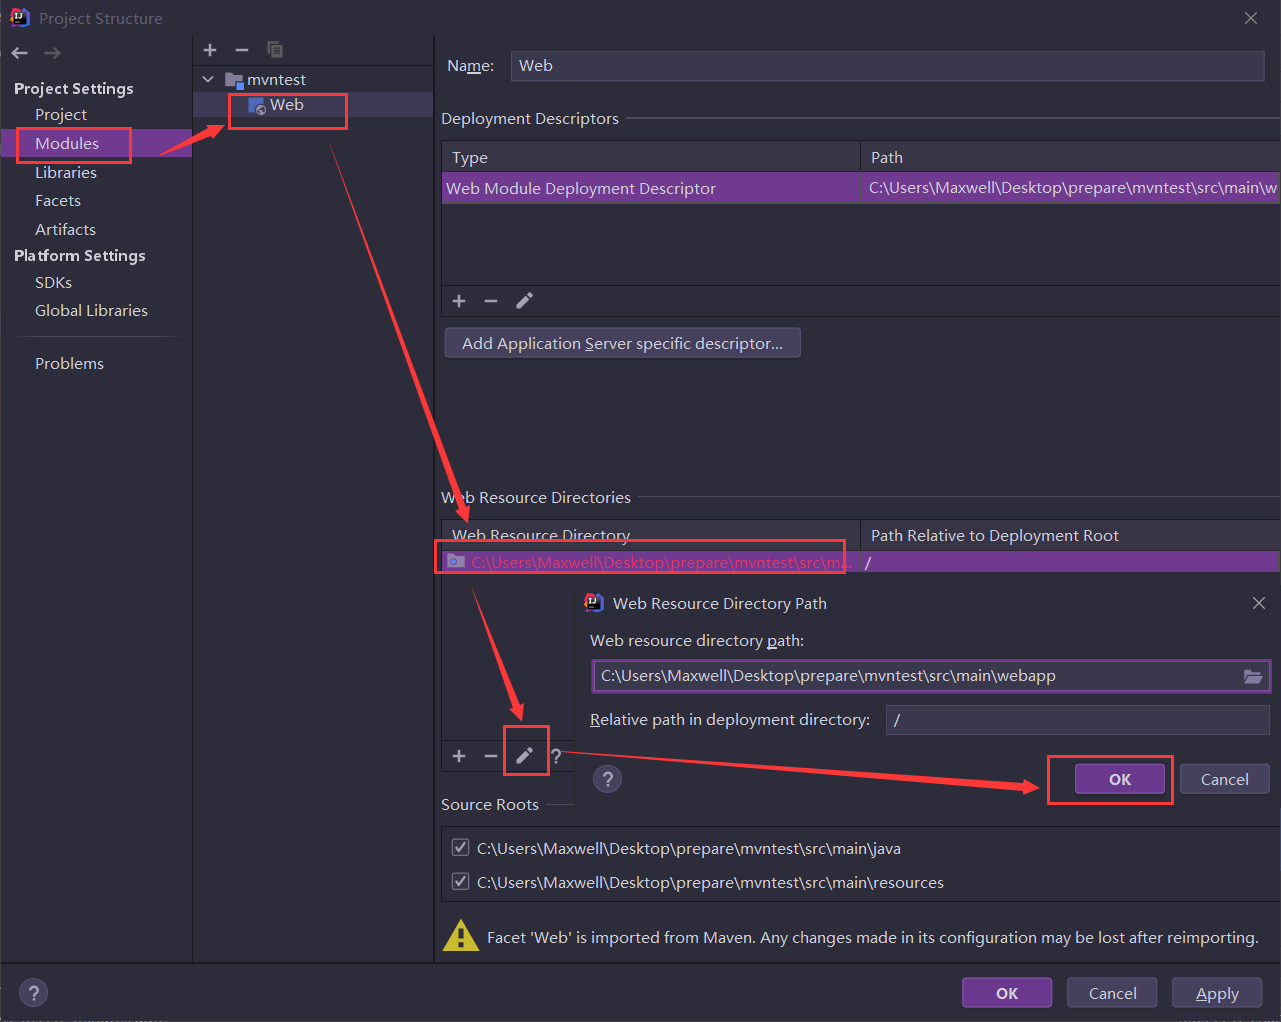 Project Structure
Project Settings
Project
Modules
Libraries
Facets
Artifacts
Platform Settings
SDKs
Global Libraries
Problems
mvntest
Web
Name: Web
Deployment Descriptors
Type Path
Web Module Deployment Descriptor C:\Users\Maxwell\Desktop\prepare\mvntest\src\main\w
Add Application Server specific descriptor...
Web Resource Directories
Web Resource Directory Path Relative to Deployment Root
C:\Users\Maxwell\Desktop\prepare\mvntest\src\m... /
Web Resource Directory Path
Web resource directory path:
C:\Users\Maxwell\Desktop\prepare\mvntest\src\main\webapp
Relative path in deployment directory: /
? OK Cancel
?
Source Roots
C:\Users\Maxwell\Desktop\prepare\mvntest\src\main\java
C:\Users\Maxwell\Desktop\prepare\mvntest\src\main\resources
Facet 'Web' is imported from Maven. Any changes made in its configuration may be lost after reimporting.
? OK Cancel Apply